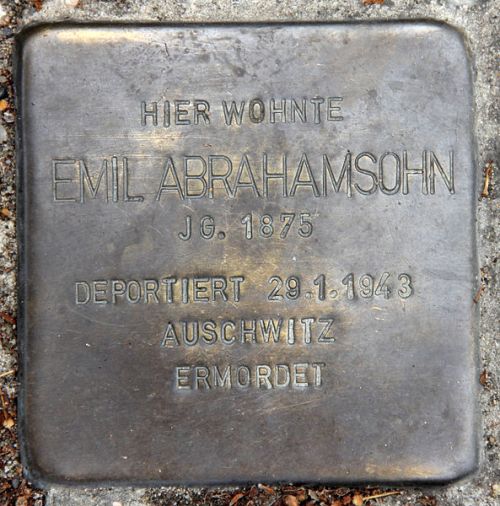 HIER WOHNTE
EMIL ABRAHAMSOHN
JG. 1875
DEPORTIERT 29.1.1943
AUSCHWITZ
ERMORDET